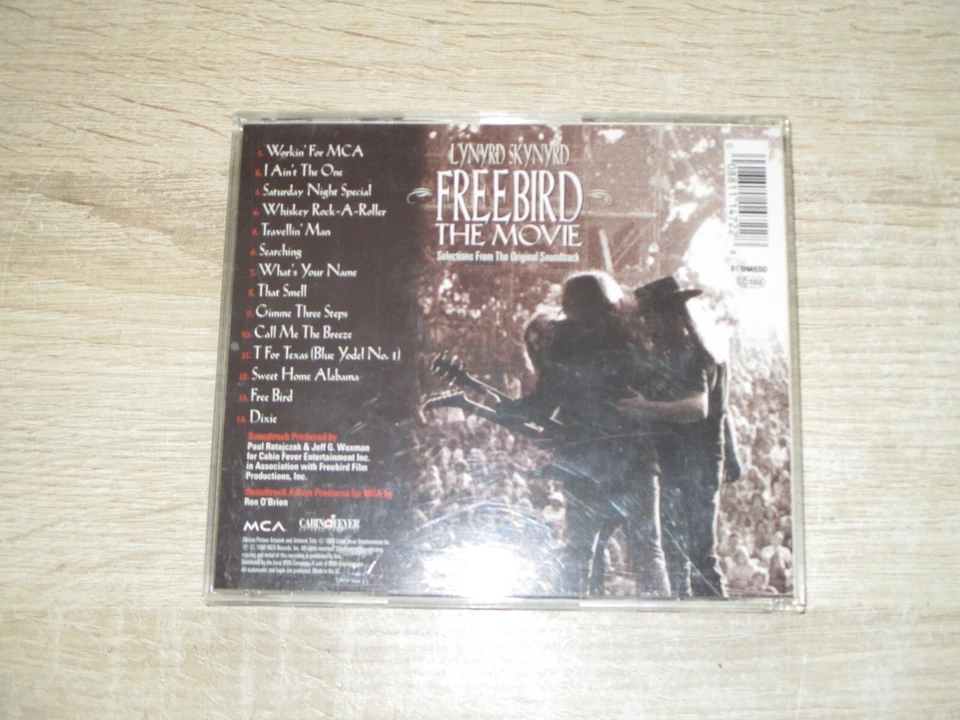 1. Workin' For MCA
2. I Ain't The One
3. Saturday Night Special
4. Whiskey Rock-A-Roller
5. Travellin' Man
6. Searching
7. What's Your Name
8. That Smell
9. Gimme Three Steps
10. Call Me The Breeze
11. T For Texas (Blue Yodel No. 1)
12. Sweet Home Alabama
13. Free Bird
14. Dixie
Soundtrack Produced by
Paul Ratajczak & Jeff G. Waxman
for Cabin Fever Entertainment Inc.
in Association with Freebird Film
Productions, Inc.
Soundtrack Album Produced for MCA by
Ron O'Brien
MCA
CABIN FEVER
LYNYRD SKYNYRD
FREEBIRD
THE MOVIE
Selections From The Original Soundtrack